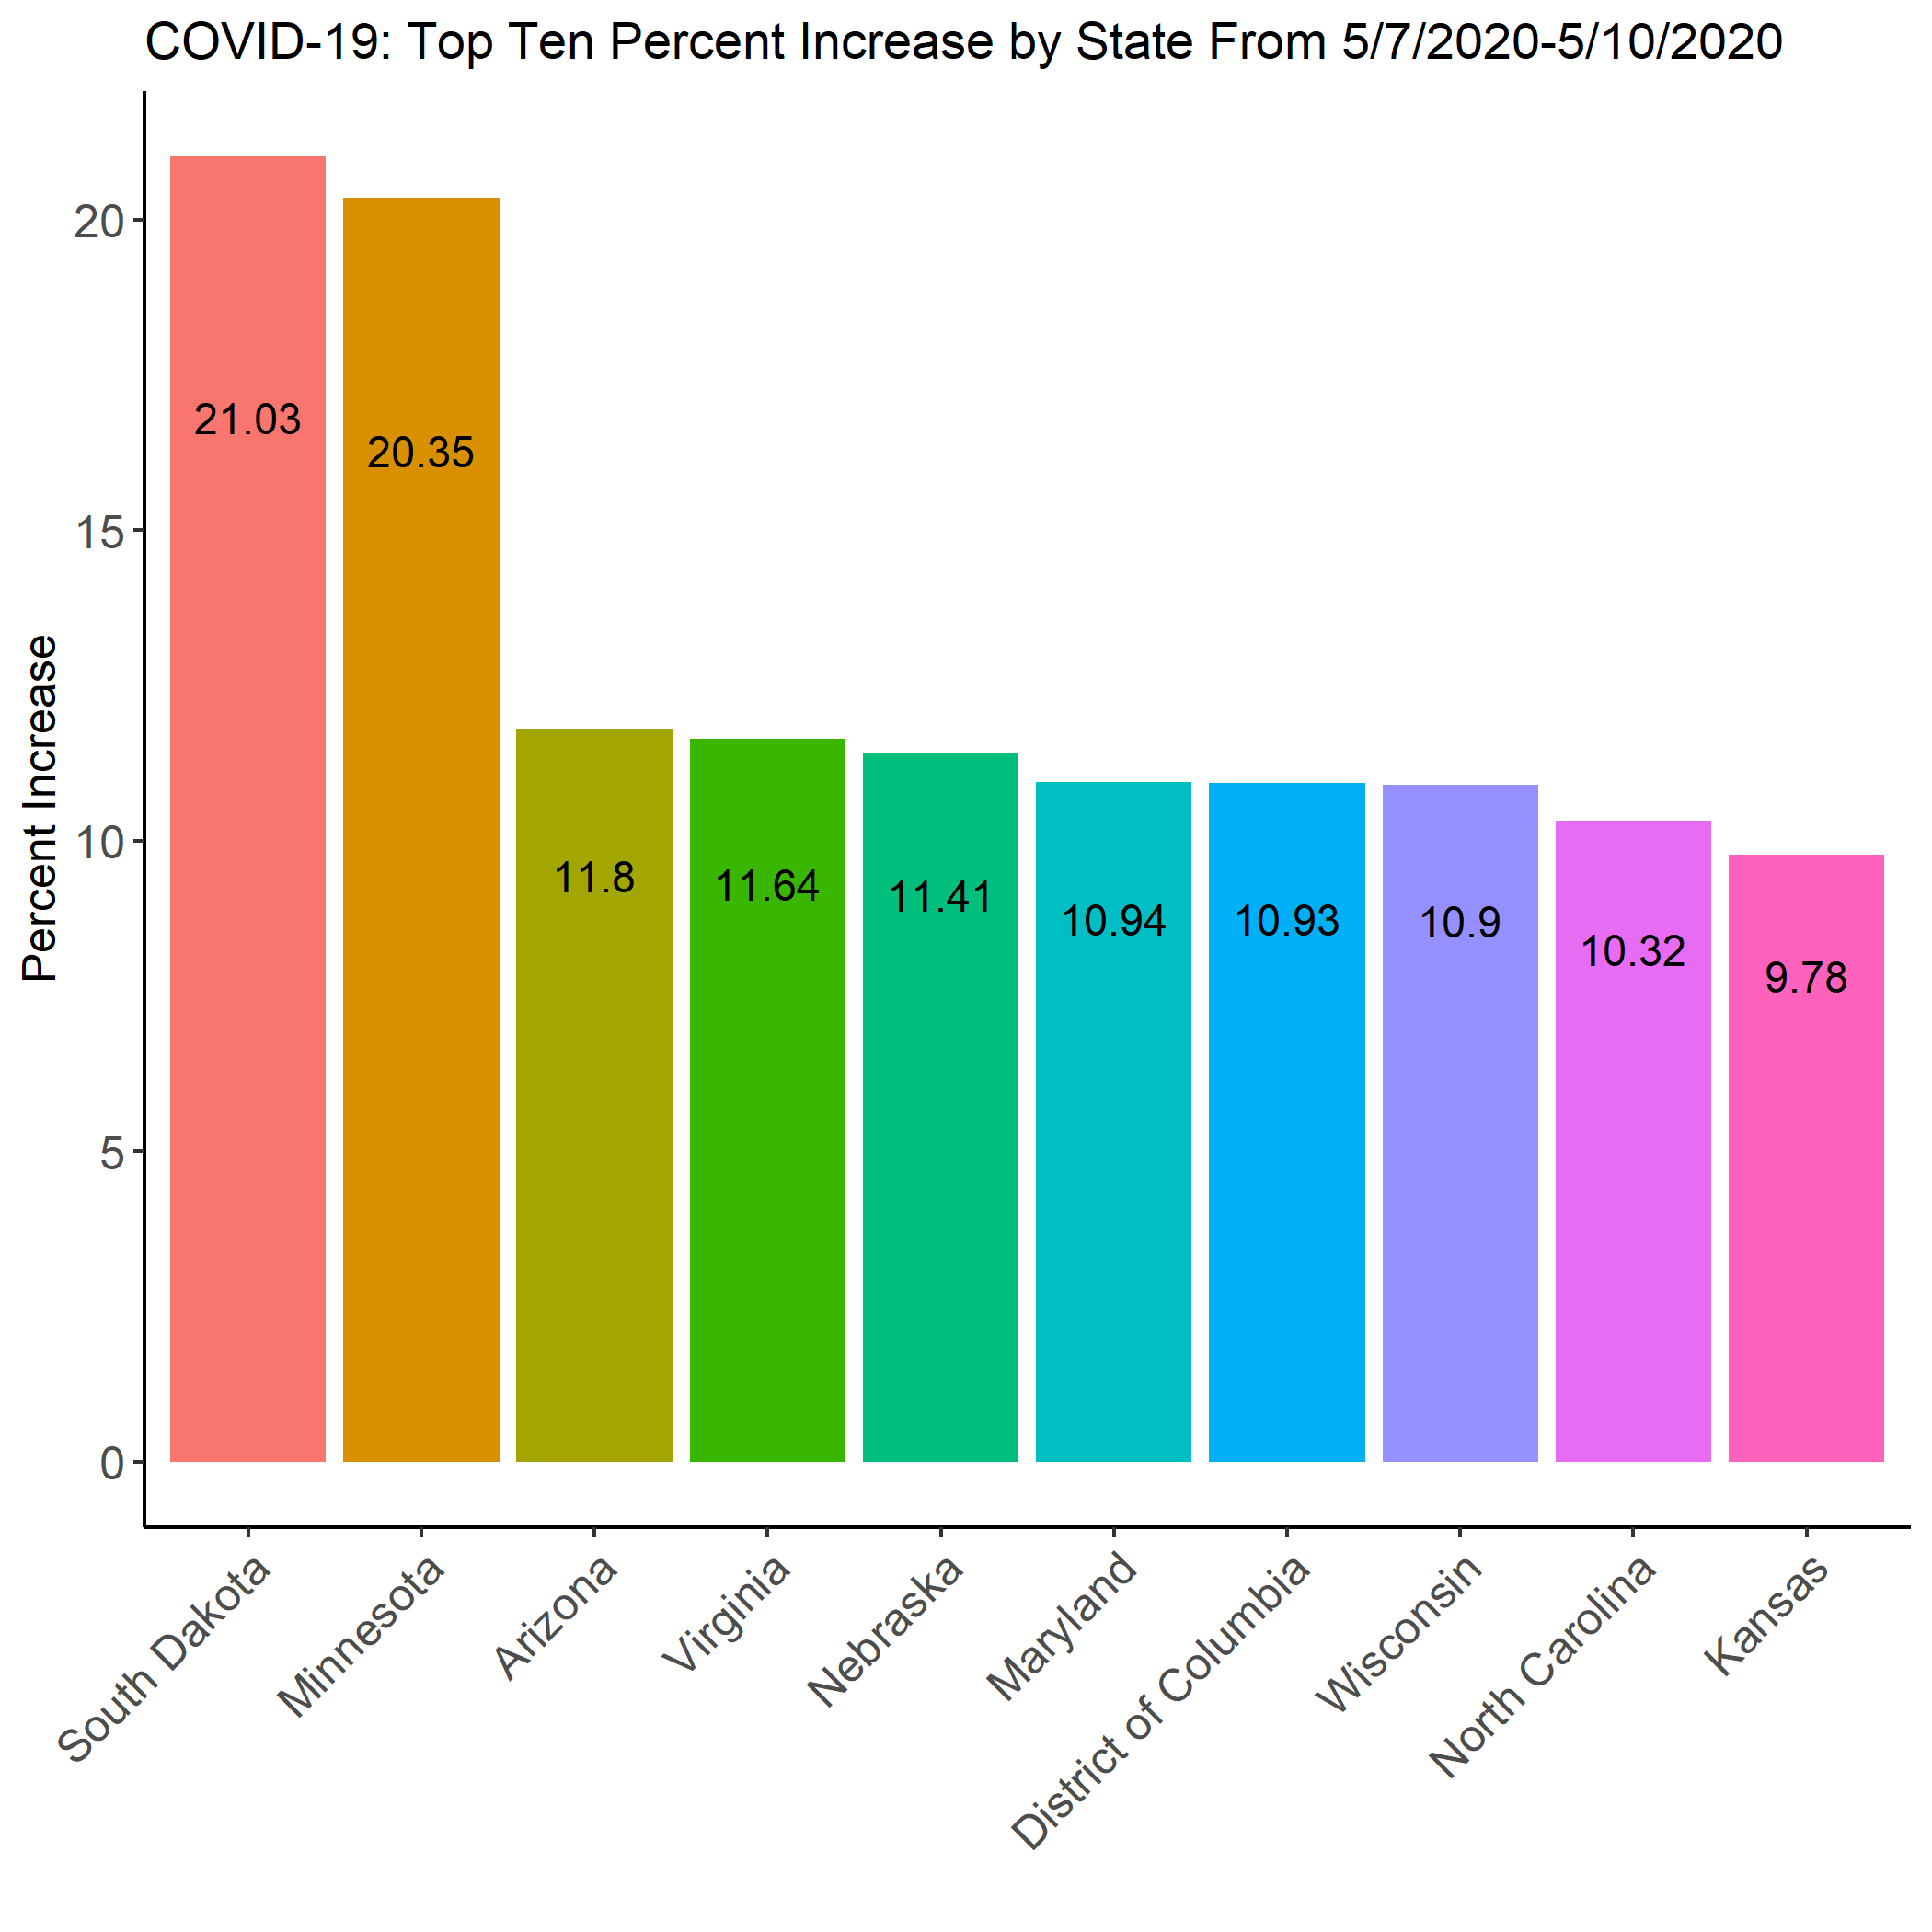 COVID-19: Top Ten Percent Increase by State From 5/7/2020-5/10/2020
Percent Increase
20
15
10
5
0
21.03
20.35
11.8
11.64
11.41
10.94
10.93
10.9
10.32
9.78
South Dakota
Minnesota
Arizona
Virginia
Nebraska
Maryland
District of Columbia
Wisconsin
North Carolina
Kansas